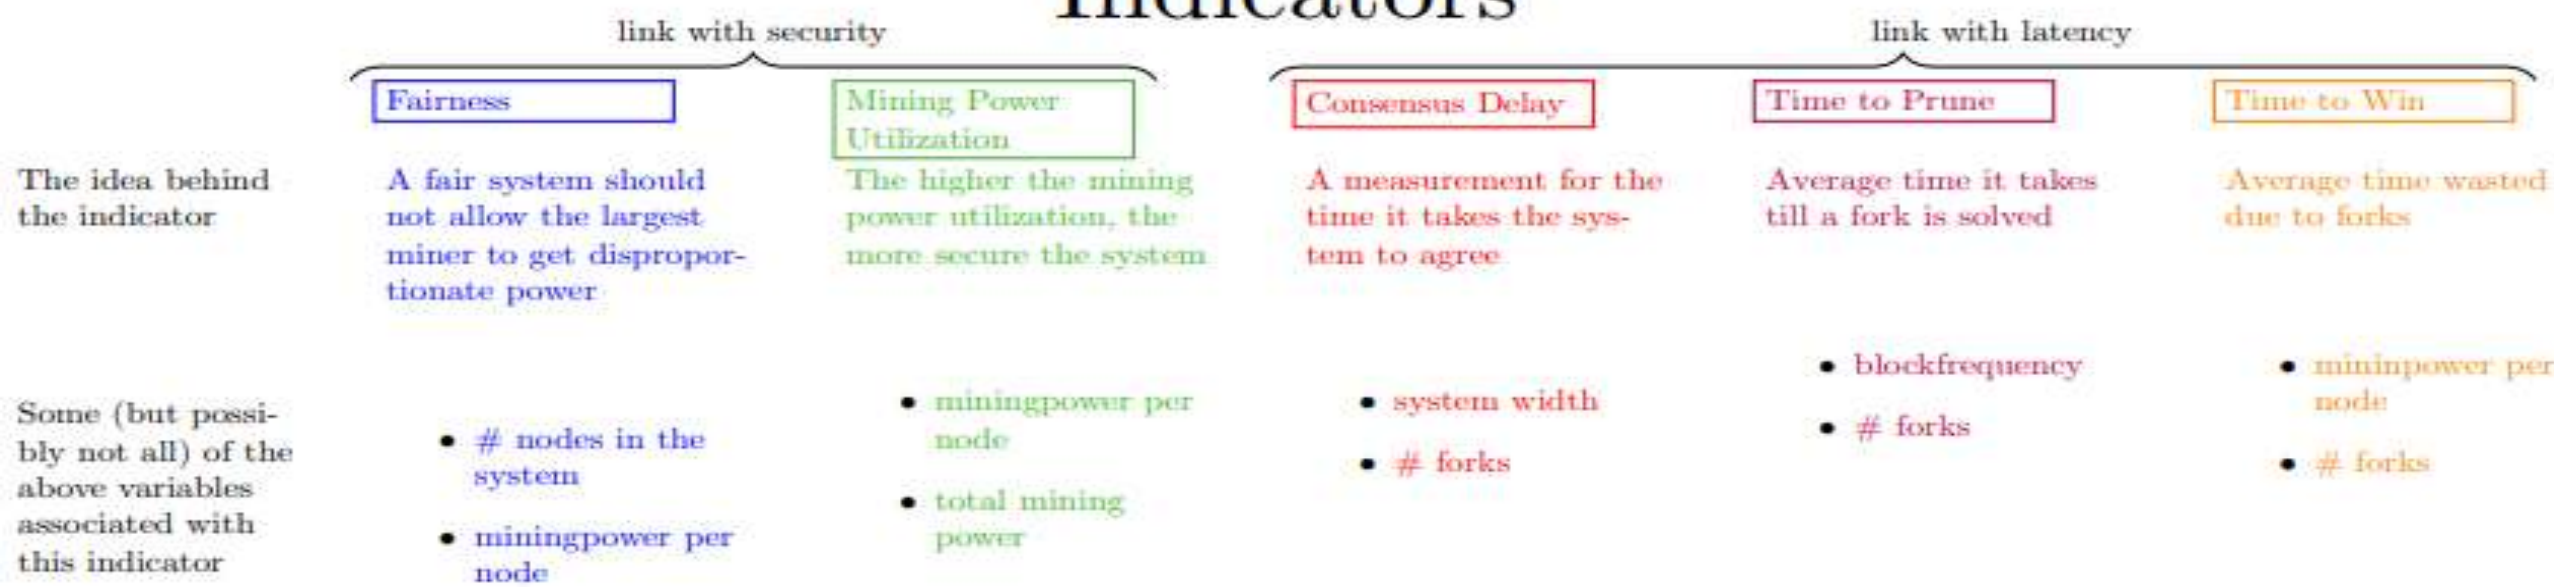 Indicators
link with security
link with latency
Fairness
Mining Power
Utilization
Consensus Delay
Time to Prune
Time to Win
The idea behind
the indicator
A fair system should
not allow the largest
miner to get dispropor-
tionate power
The higher the mining
power utilization, the
more secure the system
A measurement for the
time it takes the sys-
tem to agree
Average time it takes
till a fork is solved
Average time wasted
due to forks
Some (but possi-
bly not all) of the
above variables
associated with
this indicator
• # nodes in the
system
• miningpower per
node
• miningpower per
node
• total mining
power
• system width
• # forks
• blockfrequency
• # forks
• mininpower per
node
• # forks